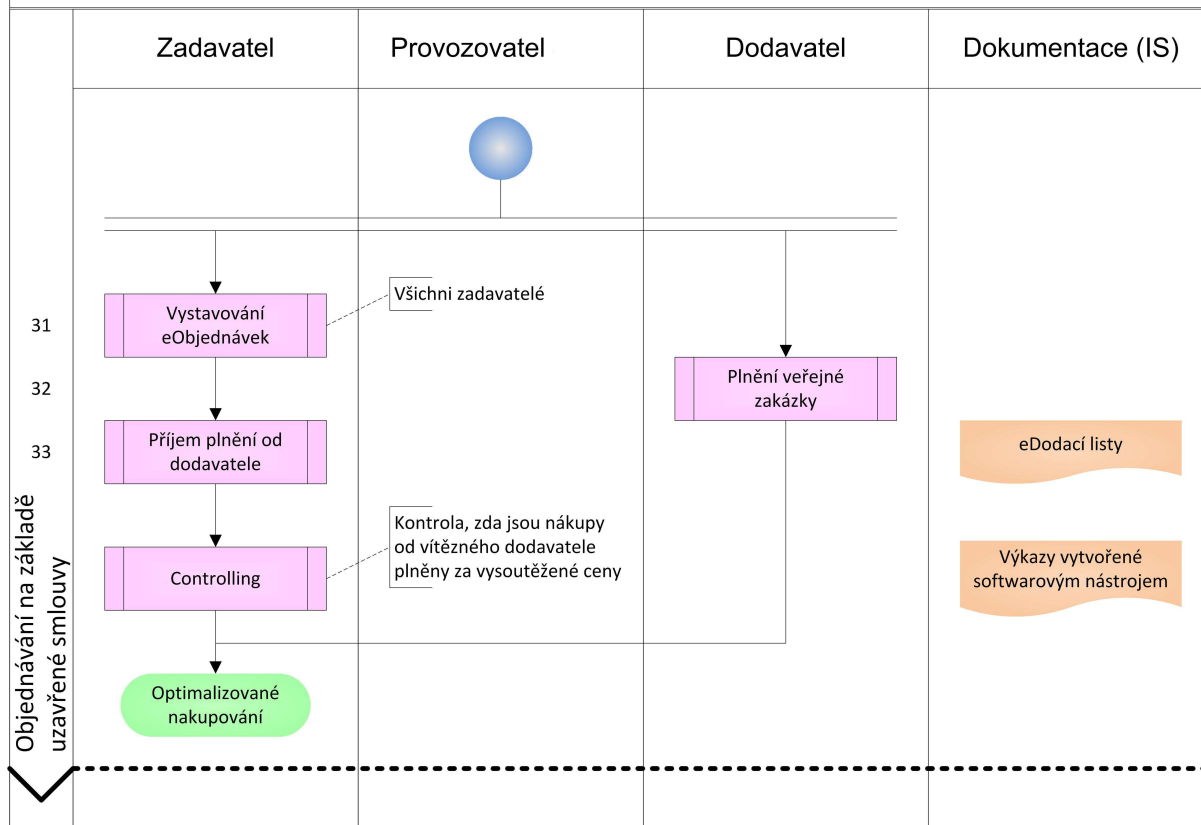 Zadavatel
Provozovatel
Dodavatel
Dokumentace (IS)
Všichni zadavatelé
Vystavování
eObjednávek
31
Plnění veřejné
zakázky
32
Příjem plnění od
dodavatele
33
eDodací listy
Kontrola, zda jsou nákupy
od vítězného dodavatele
plněny za vysoutěžené ceny
Controlling
Výkazy vytvořené
softwarovým nástrojem
Optimalizované
nakupování
Objednávání na základě
uzavřené smlouvy